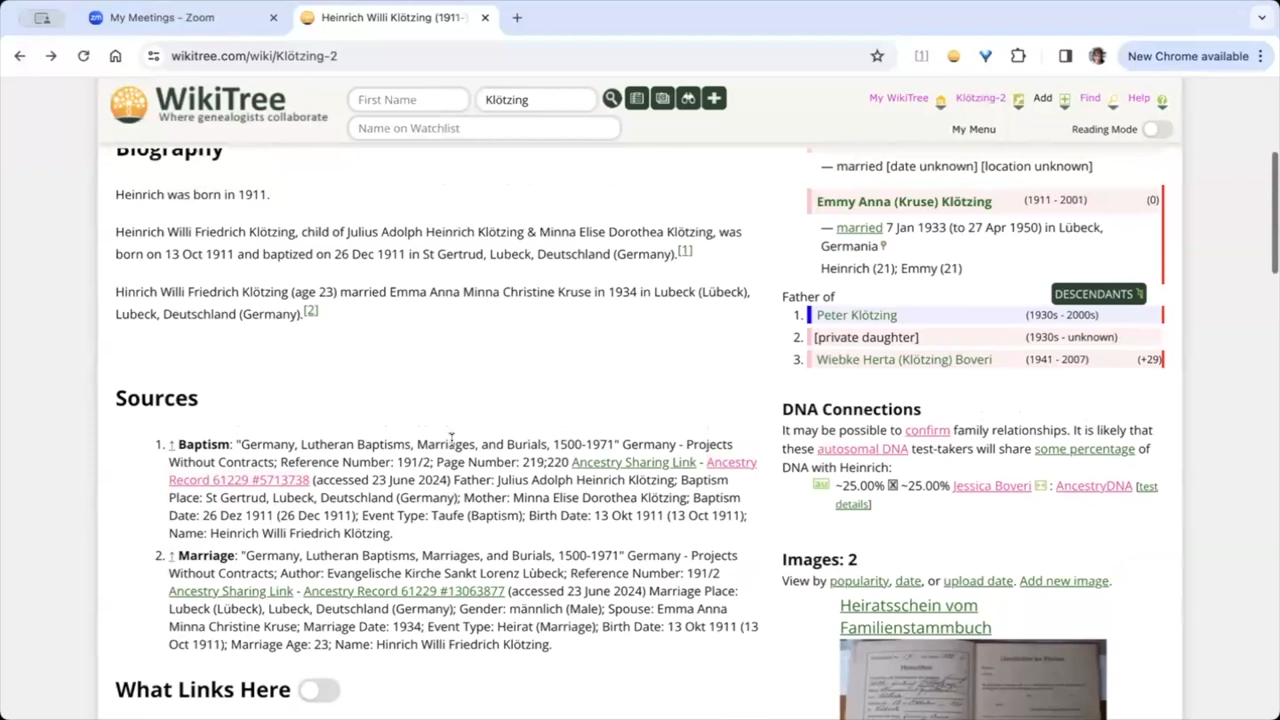 My Meetings - Zoom
Heinrich Willi Klötzing (1911-
wikitree.com/wiki/Klötzing-2
New Chrome available
WikiTree
Where genealogists collaborate
First Name
Klötzing
Name on Watchlist
My WikiTree Klötzing-2 Add Find Help
My Menu
Reading Mode
Biography
Heinrich was born in 1911.
Heinrich Willi Friedrich Klötzing, child of Julius Adolph Heinrich Klötzing & Minna Elise Dorothea Klötzing, was
born on 13 Oct 1911 and baptized on 26 Dec 1911 in St Gertrud, Lubeck, Deutschland (Germany).[1]
Hinrich Willi Friedrich Klötzing (age 23) married Emma Anna Minna Christine Kruse in 1934 in Lubeck (Lübeck),
Lubeck, Deutschland (Germany).[2]
Sources
1. ↑ Baptism: "Germany, Lutheran Baptisms, Marriages, and Burials, 1500-1971" Germany - Projects
Without Contracts; Reference Number: 191/2; Page Number: 219;220 Ancestry Sharing Link - Ancestry
Record 61229 #5713738 (accessed 23 June 2024) Father: Julius Adolph Heinrich Klötzing; Baptism
Place: St Gertrud, Lubeck, Deutschland (Germany); Mother: Minna Elise Dorothea Klötzing; Baptism
Date: 26 Dez 1911 (26 Dec 1911); Event Type: Taufe (Baptism); Birth Date: 13 Okt 1911 (13 Oct 1911);
Name: Heinrich Willi Friedrich Klötzing.
2. ↑ Marriage: "Germany, Lutheran Baptisms, Marriages, and Burials, 1500-1971" Germany - Projects
Without Contracts; Author: Evangelische Kirche Sankt Lorenz Lübeck; Reference Number: 191/2
Ancestry Sharing Link - Ancestry Record 61229 #13063877 (accessed 23 June 2024) Marriage Place:
Lubeck (Lübeck), Lubeck, Deutschland (Germany); Gender: männlich (Male); Spouse: Emma Anna
Minna Christine Kruse; Marriage Date: 1934; Event Type: Heirat (Marriage); Birth Date: 13 Okt 1911 (13
Oct 1911); Marriage Age: 23; Name: Hinrich Willi Friedrich Klötzing.
What Links Here
— married [date unknown] [location unknown]
Emmy Anna (Kruse) Klötzing (1911 - 2001) (0)
— married 7 Jan 1933 (to 27 Apr 1950) in Lübeck,
Germania
Heinrich (21); Emmy (21)
DESCENDANTS
Father of
1. Peter Klötzing (1930s - 2000s)
2. [private daughter] (1930s - unknown)
3. Wiebke Herta (Klötzing) Boveri (1941 - 2007) (+29)
DNA Connections
It may be possible to confirm family relationships. It is likely that
these autosomal DNA test-takers will share some percentage of
DNA with Heinrich:
au ~25.00% ~25.00% Jessica Boveri : AncestryDNA [test
details]
Images: 2
View by popularity, date, or upload date. Add new image.
Heiratsschein vom
Familienstammbuch